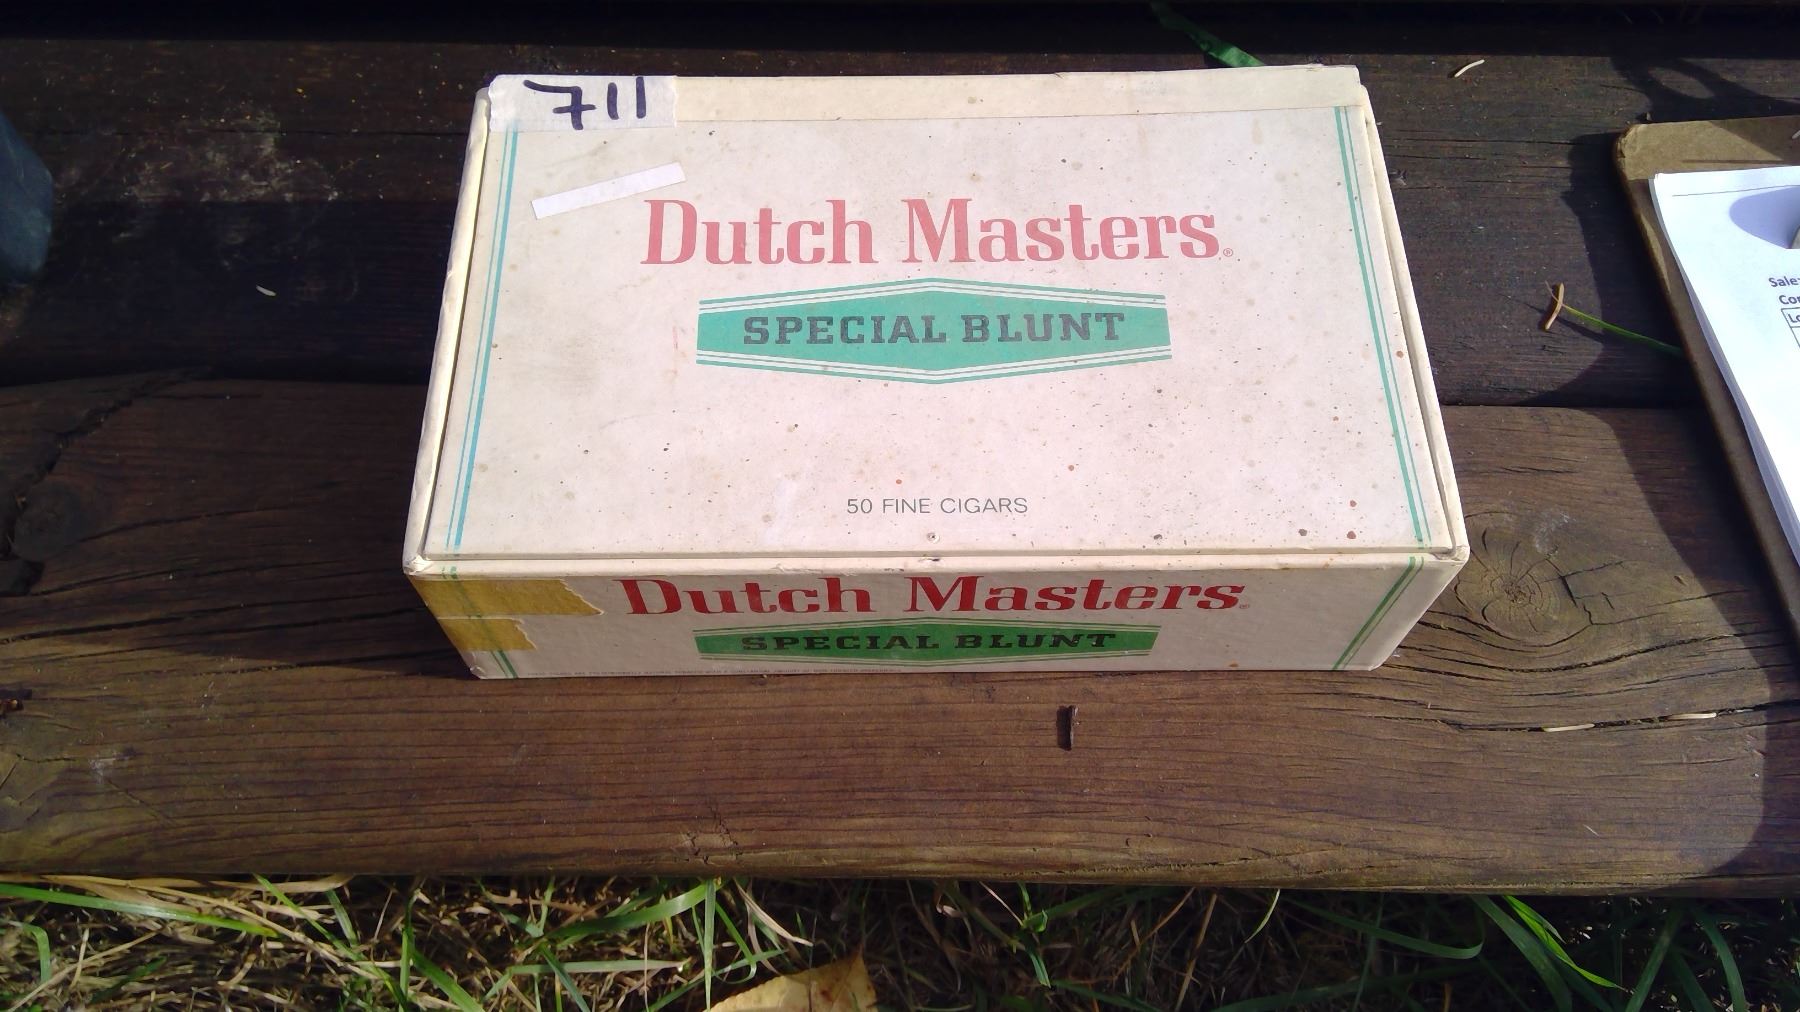 711
Dutch Masters®
SPECIAL BLUNT
50 FINE CIGARS
Dutch Masters®
SPECIAL BLUNT